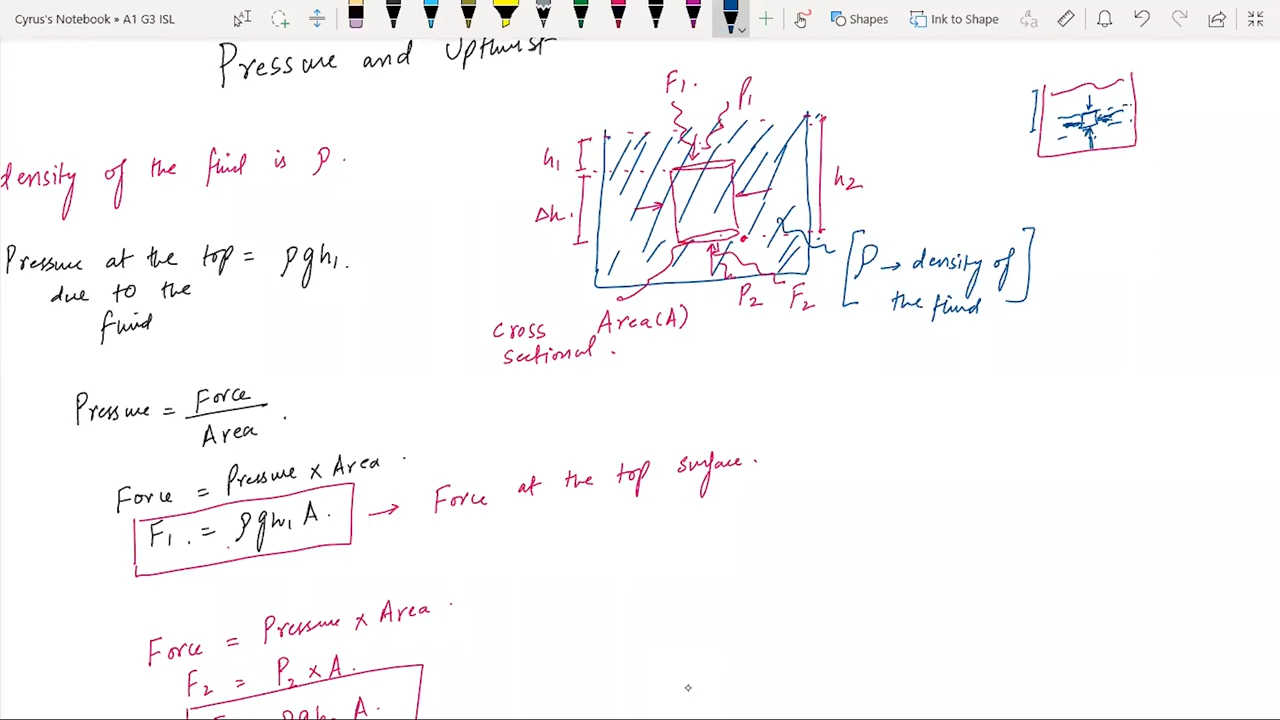 Cyrus's Notebook » A1 G3 ISL
Shapes
Ink to Shape
Pressure and Upthrust
density of the fluid is ρ.
Pressure at the top = ρgh₁.
due to the
fluid
Pressure = Force
Area
Force = Pressure × Area
F₁ = ρgh₁ A. → Force at the top surface.
Force = Pressure × Area.
F₂ = P₂ × A.
A.
F₁.
P₁
h₁
Δh.
h₂
P₂
F₂
cross Area(A)
sectional.
[ρ → density of
the fluid]